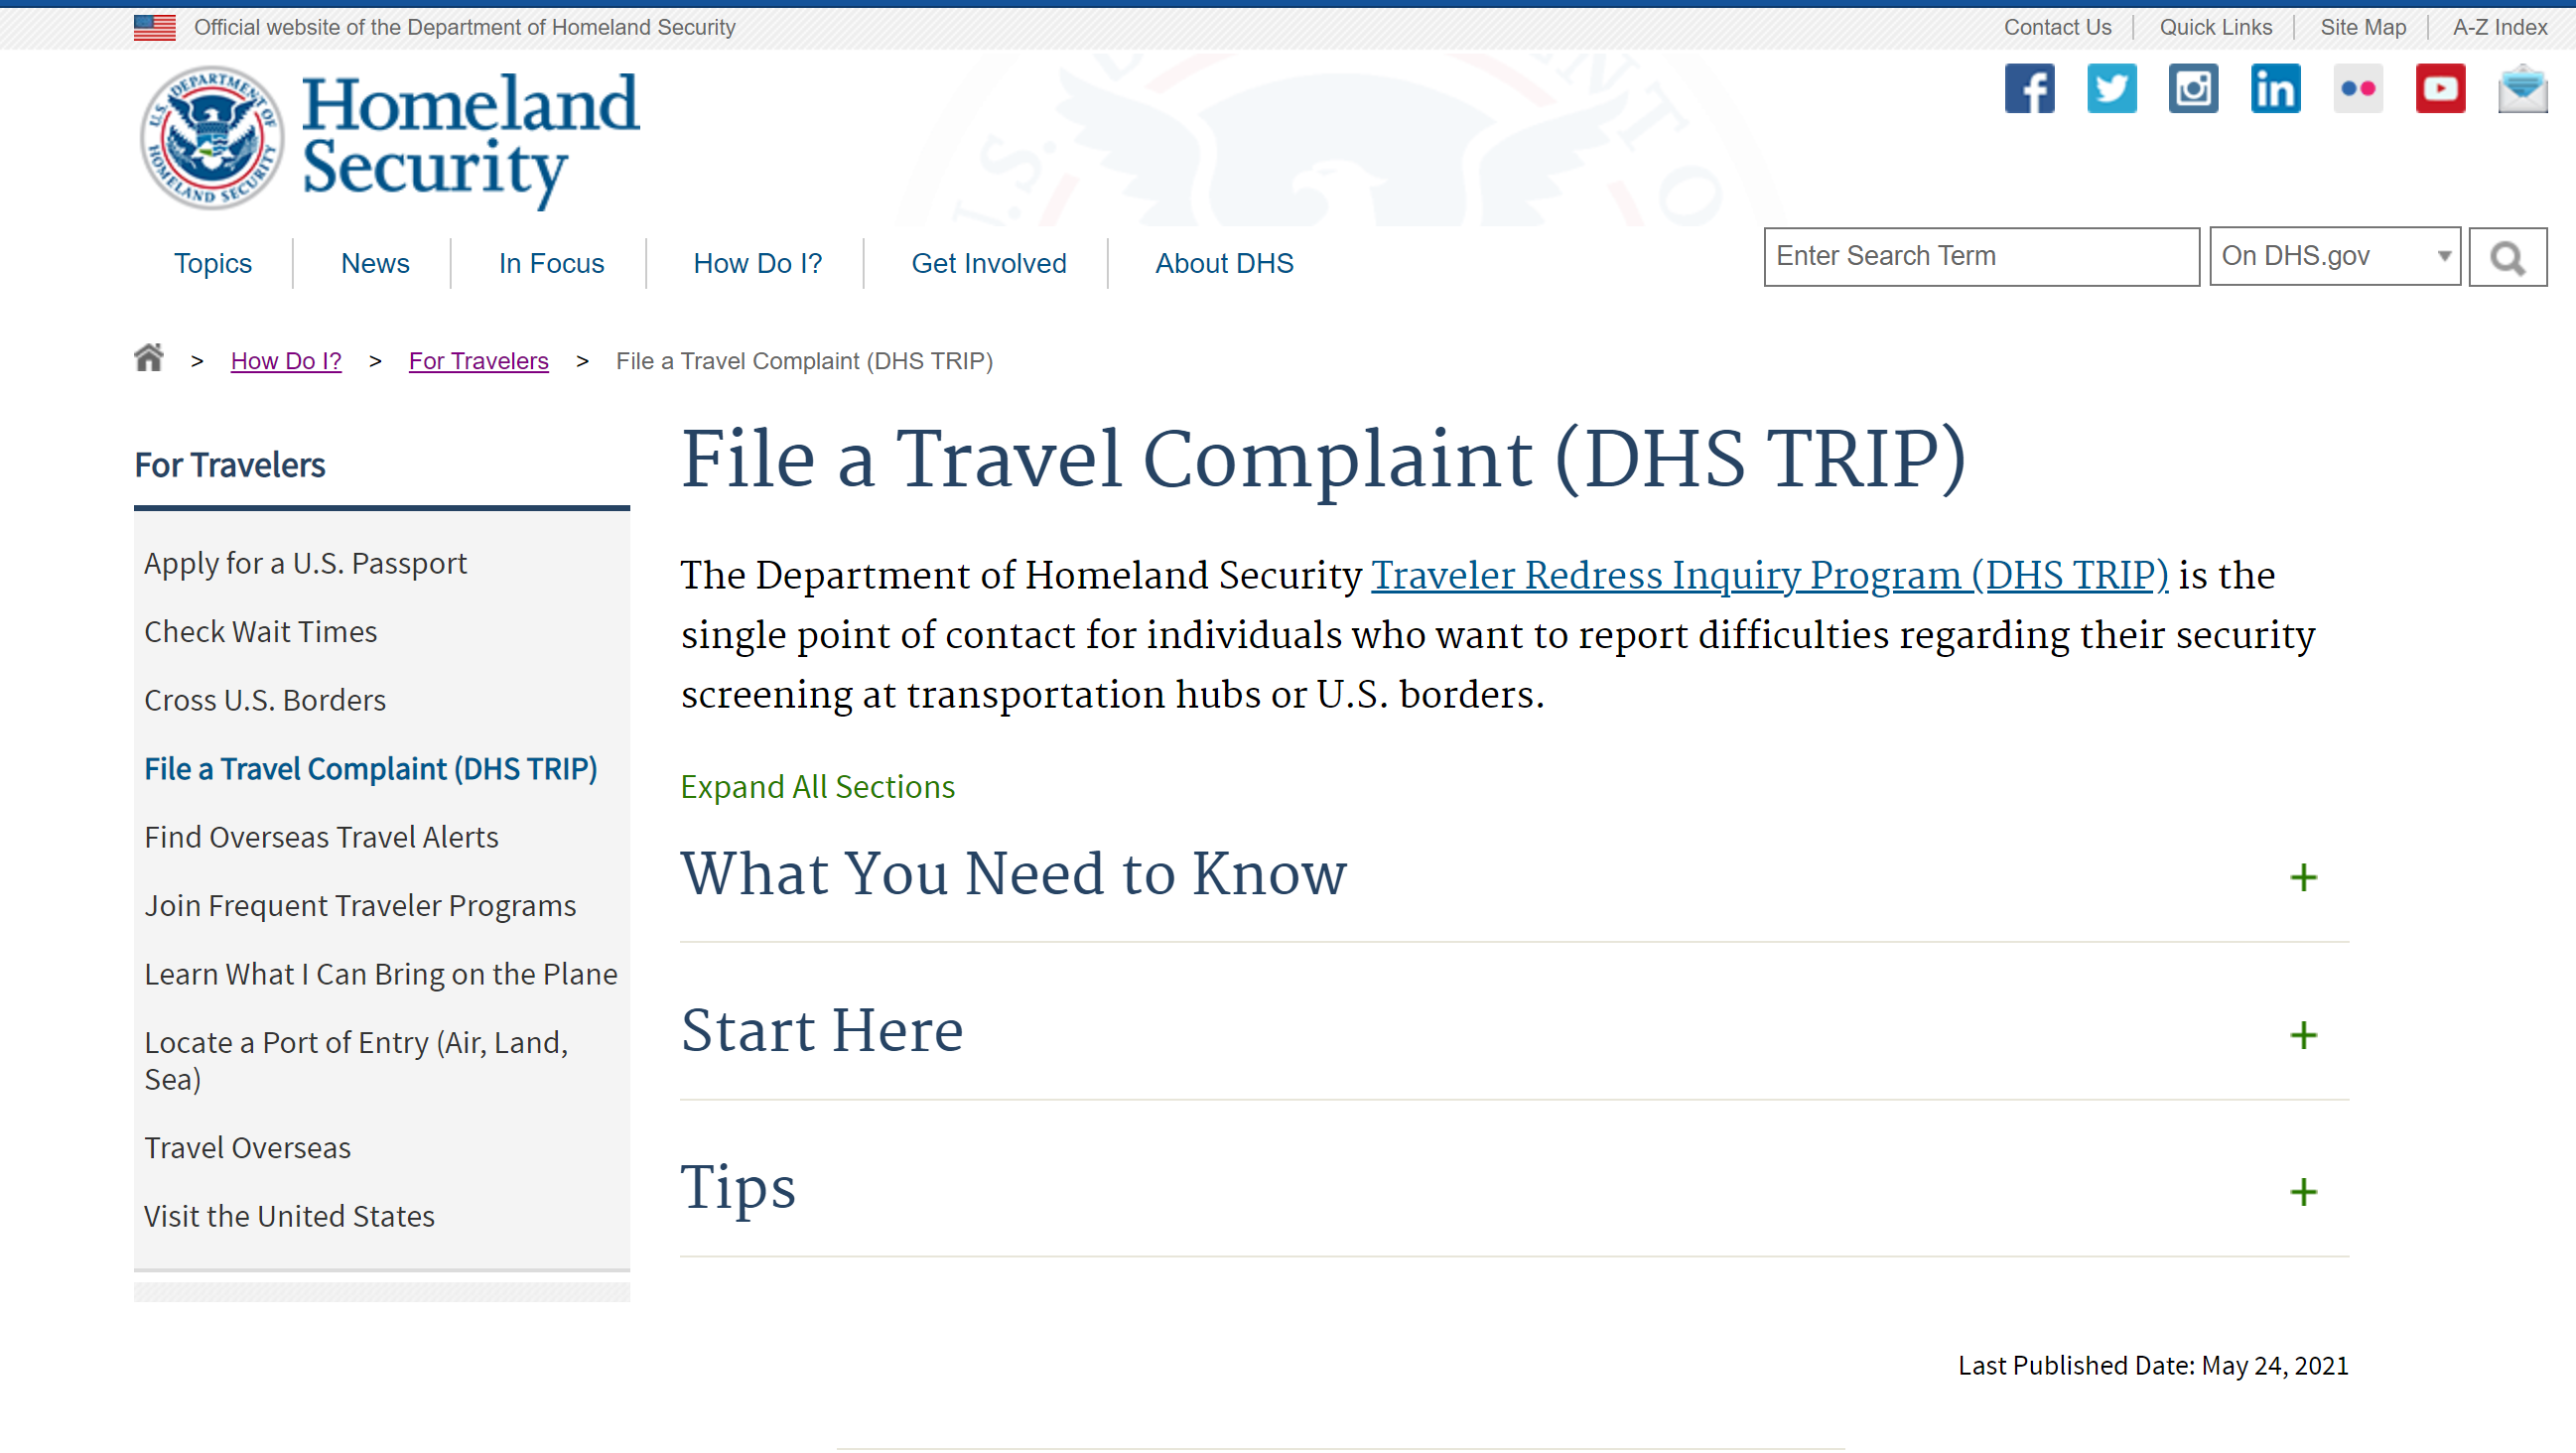 Official website of the Department of Homeland Security
Contact Us
Quick Links
Site Map
A-Z Index
U.S. DEPARTMENT OF HOMELAND SECURITY
Homeland
Security
Topics
News
In Focus
How Do I?
Get Involved
About DHS
Enter Search Term
On DHS.gov
> How Do I? > For Travelers > File a Travel Complaint (DHS TRIP)
For Travelers
Apply for a U.S. Passport
Check Wait Times
Cross U.S. Borders
File a Travel Complaint (DHS TRIP)
Find Overseas Travel Alerts
Join Frequent Traveler Programs
Learn What I Can Bring on the Plane
Locate a Port of Entry (Air, Land,
Sea)
Travel Overseas
Visit the United States
File a Travel Complaint (DHS TRIP)
The Department of Homeland Security Traveler Redress Inquiry Program (DHS TRIP) is the
single point of contact for individuals who want to report difficulties regarding their security
screening at transportation hubs or U.S. borders.
Expand All Sections
What You Need to Know +
Start Here +
Tips +
Last Published Date: May 24, 2021